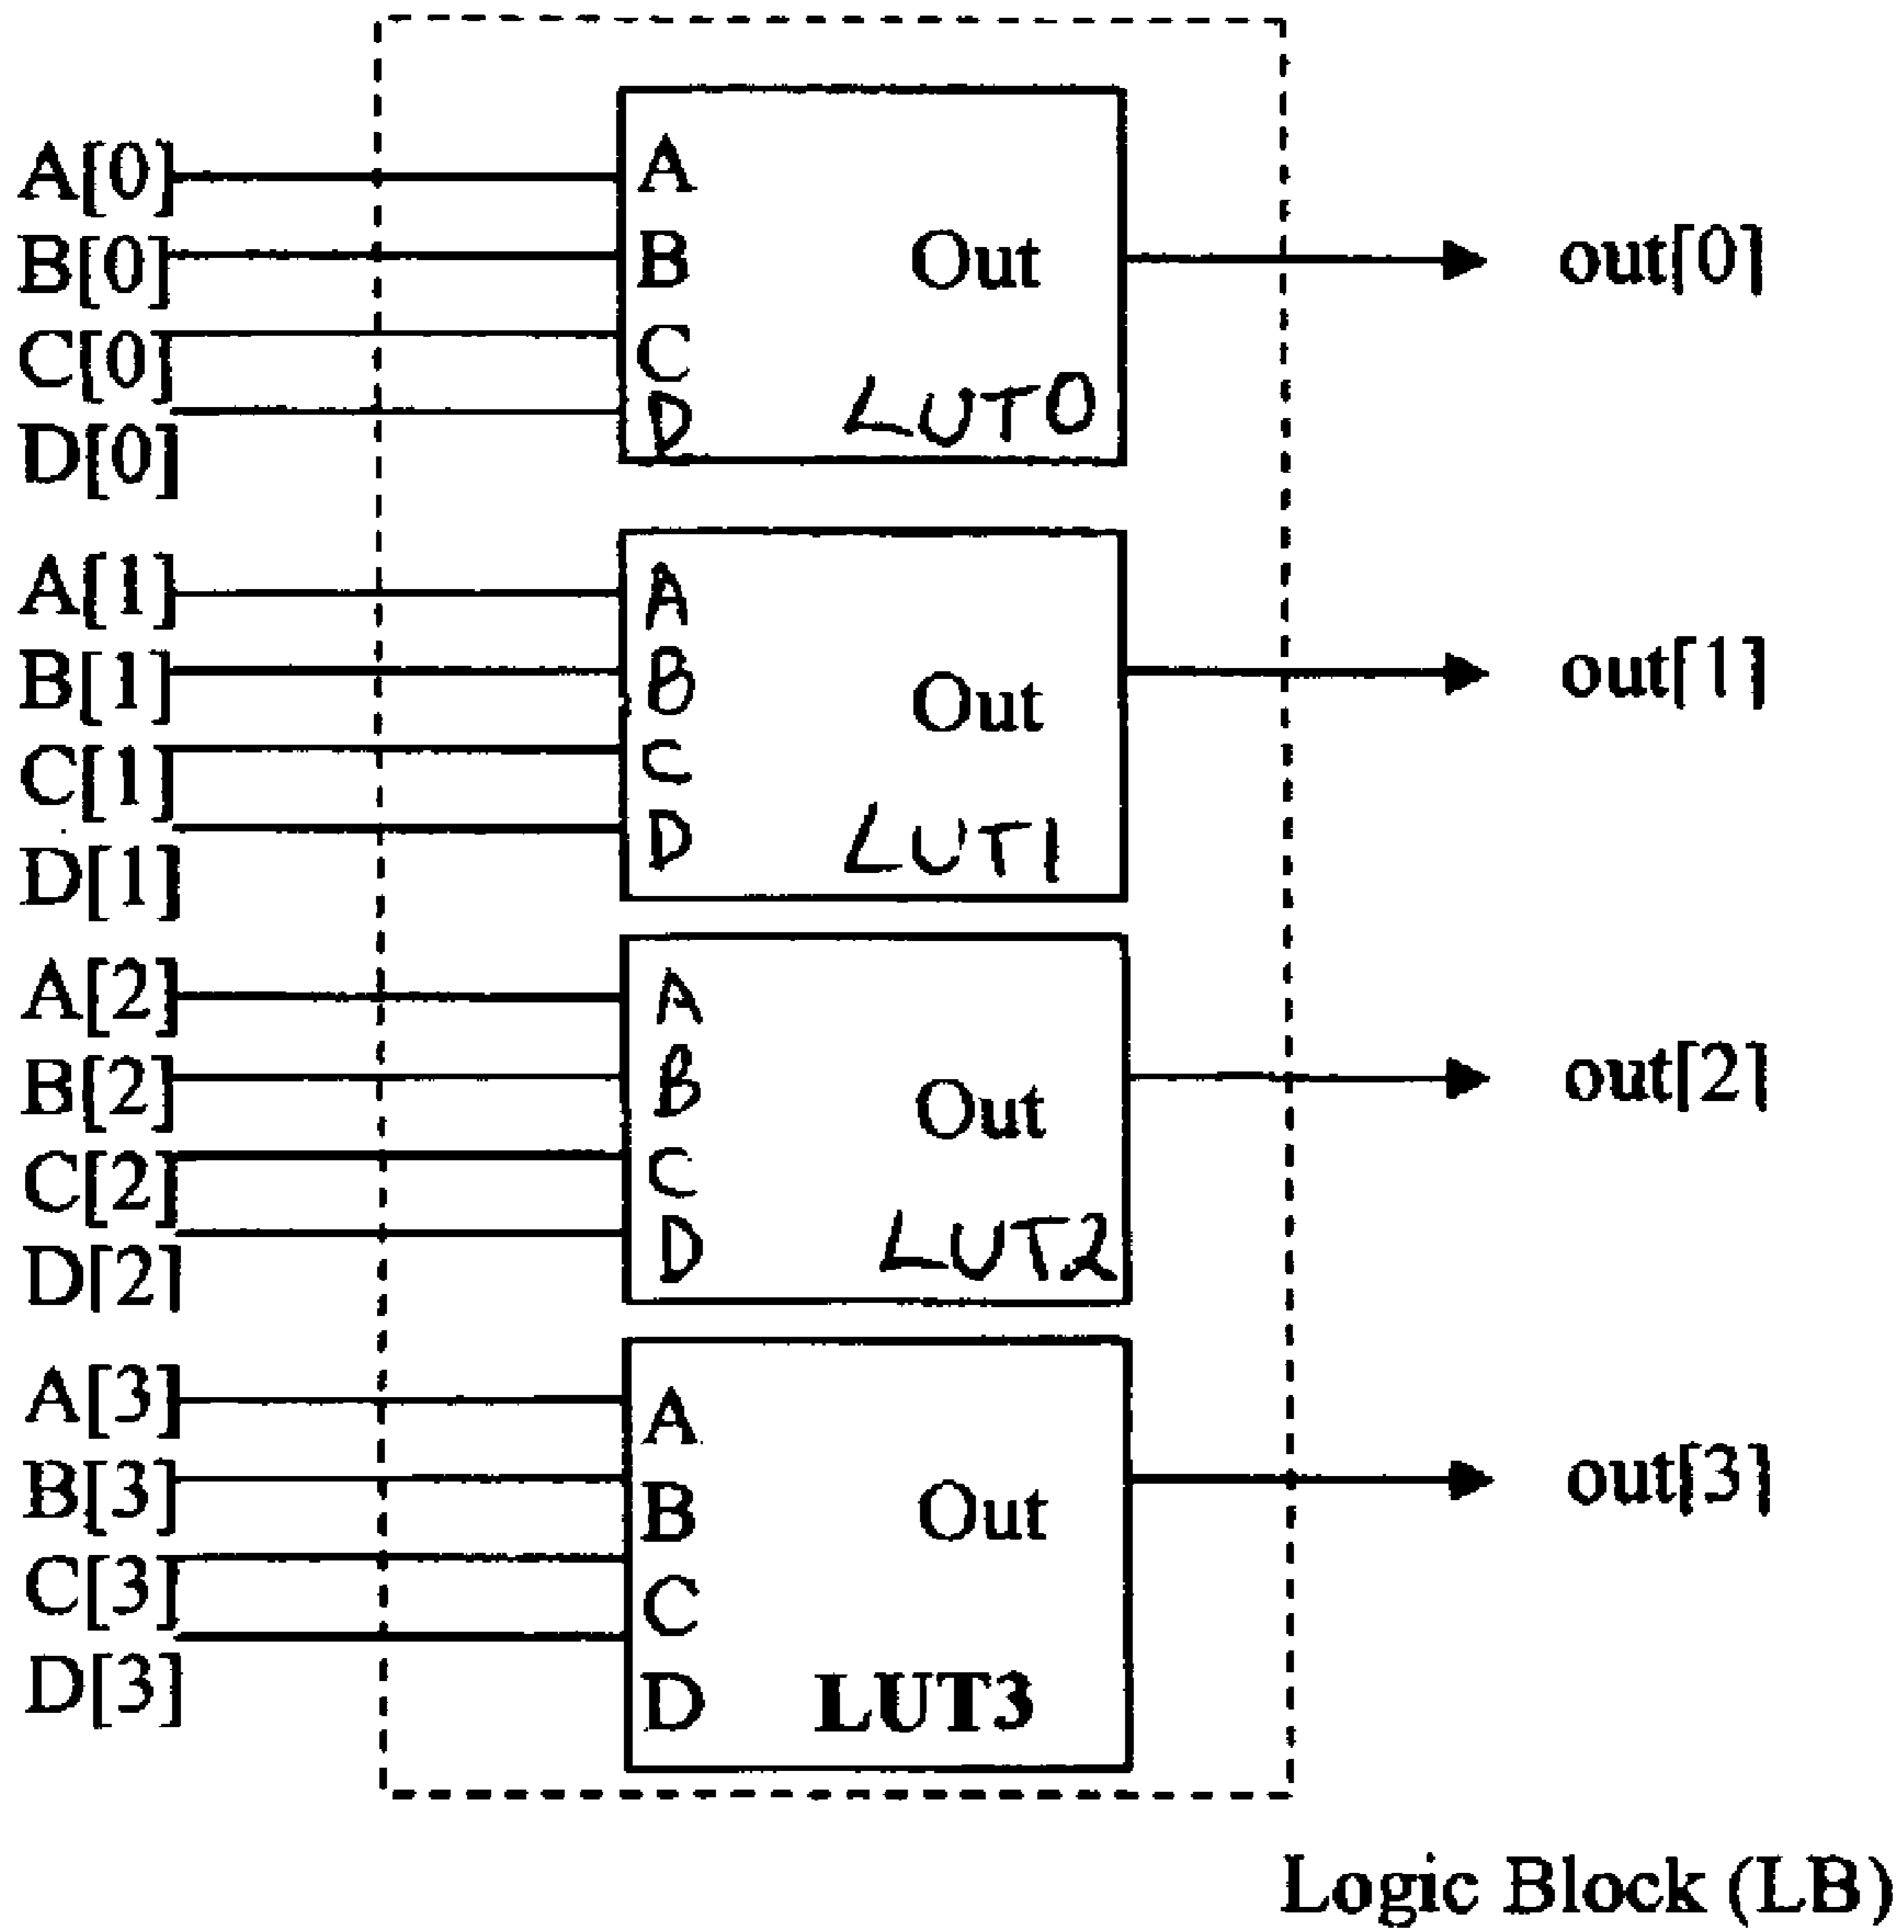 A[0]
A
B[0]
B
Out
out[0]
C[0]
C
D[0]
D
LUT0
A[1]
A
B[1]
B
Out
out[1]
C[1]
C
D[1]
D
LUT1
A[2]
A
B[2]
B
Out
out[2]
C[2]
C
D[2]
D
LUT2
A[3]
A
B[3]
B
Out
out[3]
C[3]
C
D[3]
D
LUT3
Logic Block (LB)